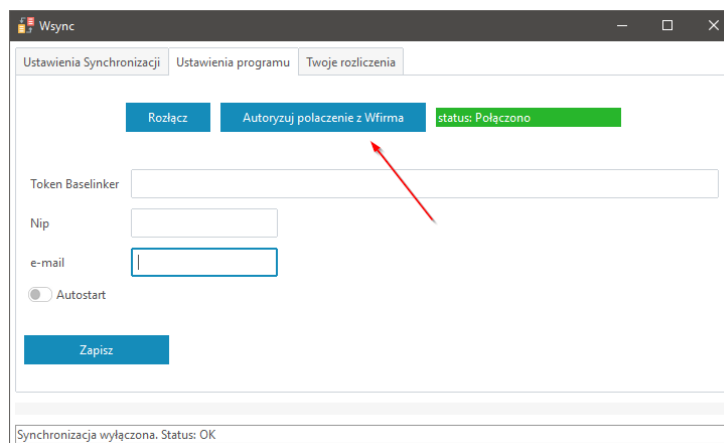 Wsync
Ustawienia Synchronizacji Ustawienia programu Twoje rozliczenia
Rozłącz Autoryzuj polaczenie z Wfirma status: Połączono
Token Baselinker
Nip
e-mail
Autostart
Zapisz
Synchronizacja wyłączona. Status: OK